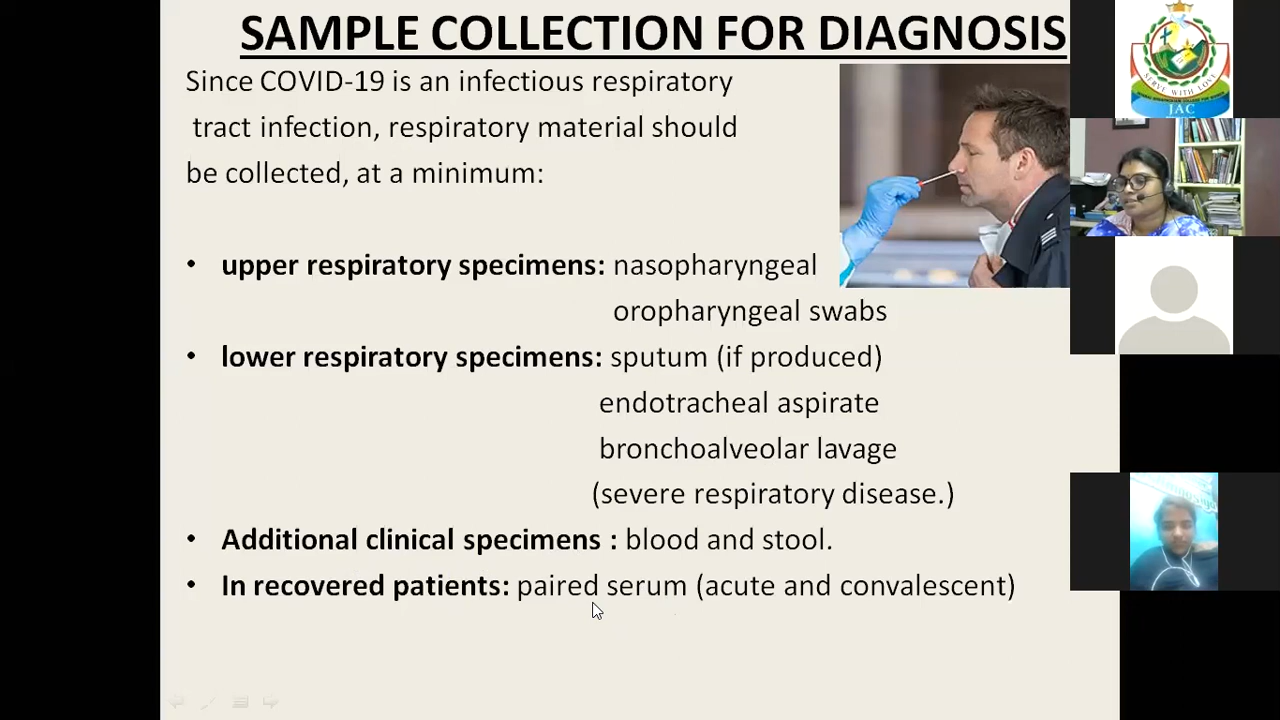 SAMPLE COLLECTION FOR DIAGNOSIS
Since COVID-19 is an infectious respiratory
tract infection, respiratory material should
be collected, at a minimum:
• upper respiratory specimens: nasopharyngeal
oropharyngeal swabs
• lower respiratory specimens: sputum (if produced)
endotracheal aspirate
bronchoalveolar lavage
(severe respiratory disease.)
• Additional clinical specimens : blood and stool.
• In recovered patients: paired serum (acute and convalescent)
SERVE WITH LOVE
JAC